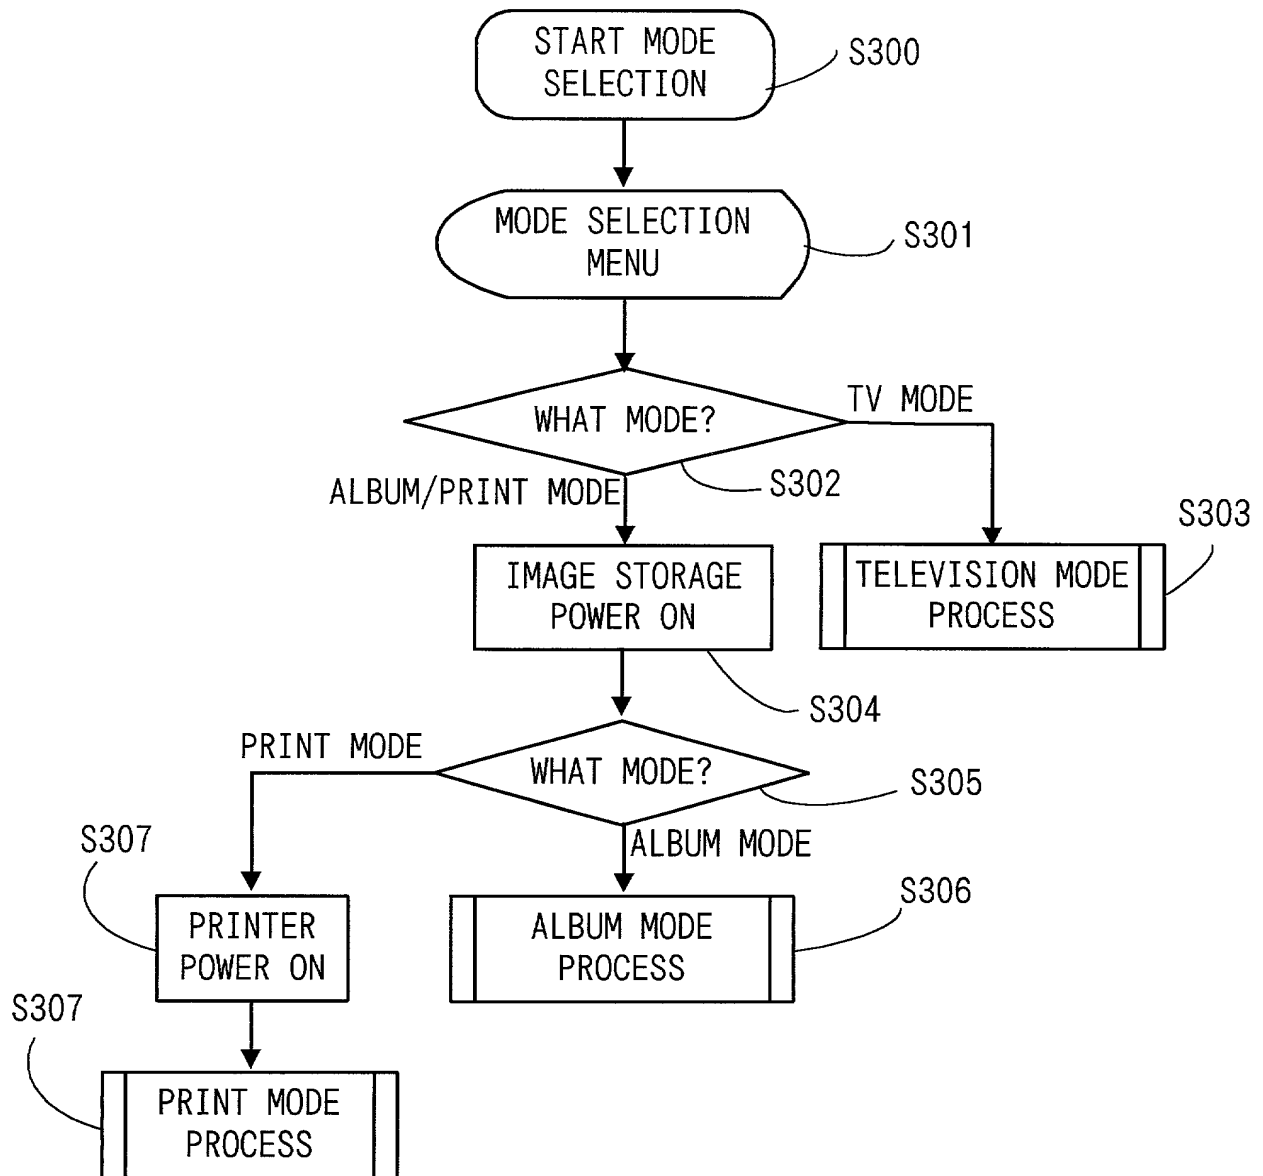 START MODE
SELECTION
S300
MODE SELECTION
MENU
S301
WHAT MODE?
TV MODE
S302
ALBUM/PRINT MODE
S303
IMAGE STORAGE
POWER ON
TELEVISION MODE
PROCESS
S304
PRINT MODE
WHAT MODE?
S305
ALBUM MODE
S307
S306
PRINTER
POWER ON
ALBUM MODE
PROCESS
S307
PRINT MODE
PROCESS